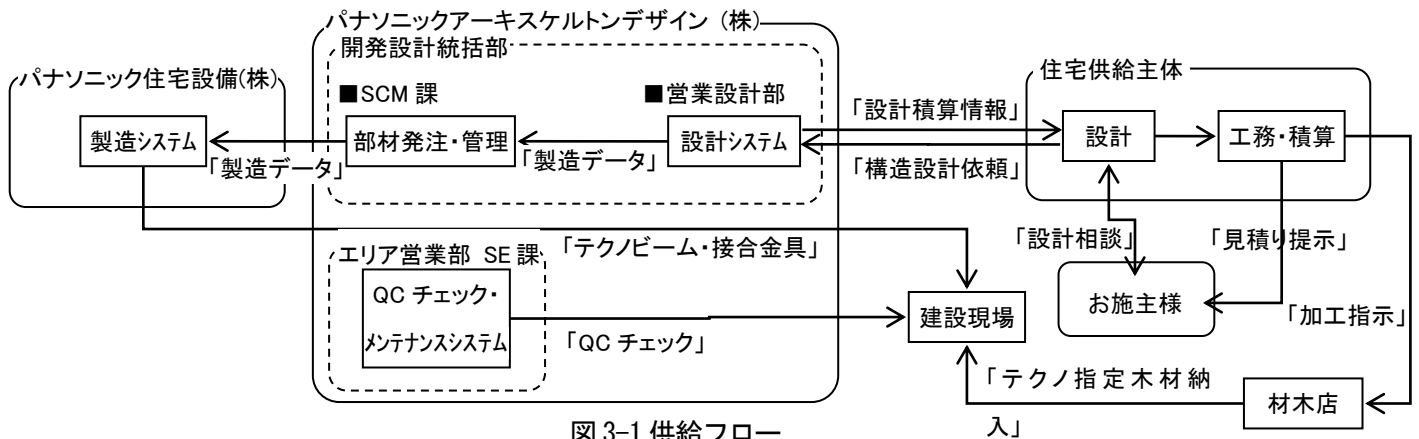 パナソニックアーキスケルトンデザイン（株）
開発設計統括部
パナソニック住宅設備(株)
住宅供給主体
■SCM 課
■営業設計部
「設計積算情報」
製造システム
部材発注・管理
設計システム
設計
工務・積算
「製造データ」
「製造データ」
「構造設計依頼」
「テクノビーム・接合金具」
「設計相談」
「見積り提示」
エリア営業部 SE 課
QC チェック・
メンテナンスシステム
建設現場
お施主様
「加工指示」
「QC チェック」
「テクノ指定木材納
入」
材木店
図 3-1 供給フロー